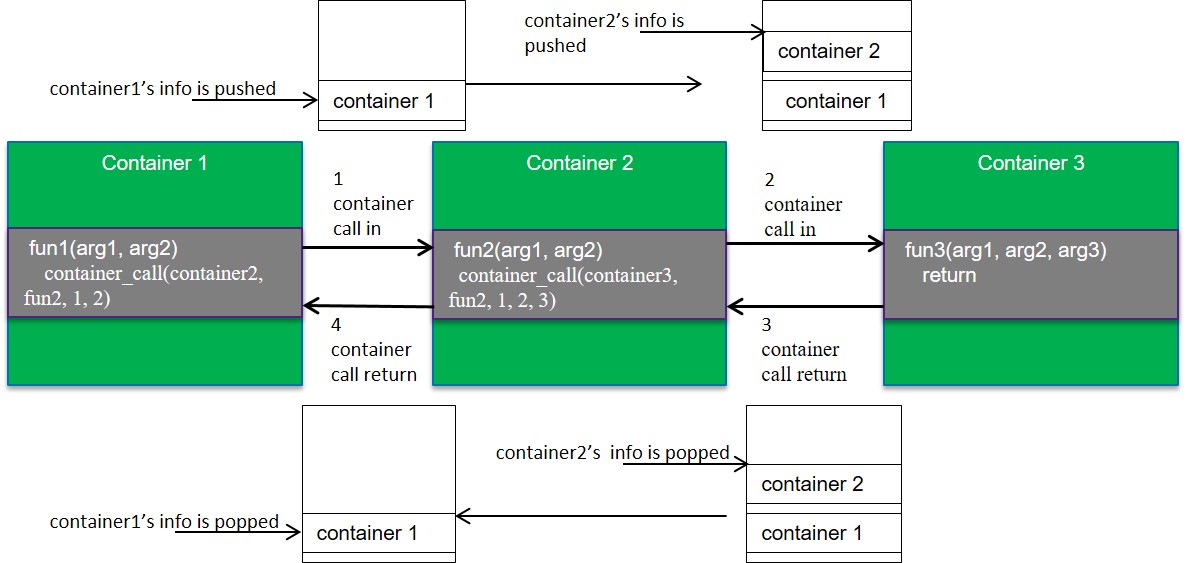 container2's info is
pushed
container 2
container1's info is pushed
container 1
container 1
Container 1
Container 2
Container 3
1
container
call in
2
container
call in
fun1(arg1, arg2)
container_call(container2,
fun2, 1, 2)
fun2(arg1, arg2)
container_call(container3,
fun2, 1, 2, 3)
fun3(arg1, arg2, arg3)
return
4
container
call return
3
container
call return
container2's info is popped
container 2
container1's info is popped
container 1
container 1